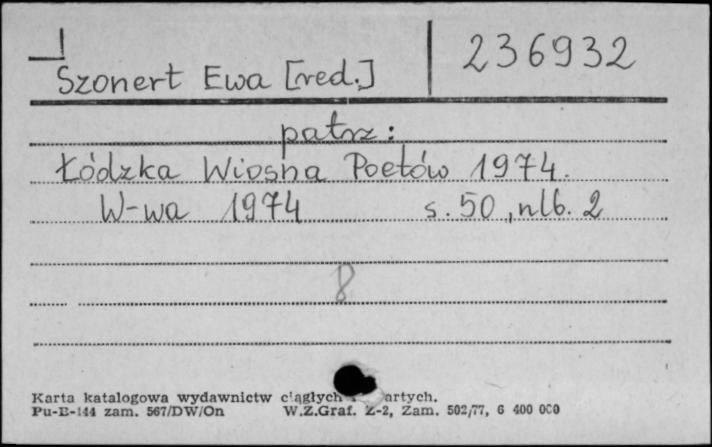 Szonert Ewa [red.] 236932
patrz:
Łódzka Wiosna Poetów 1974.
W-wa 1974 s. 50, nlb. 2
8
Karta katalogowa wydawnictw ciągłych artych.
Pu-B-144 zam. 567/DW/On W.Z.Graf. Z-2, Zam. 502/77, 6 400 000